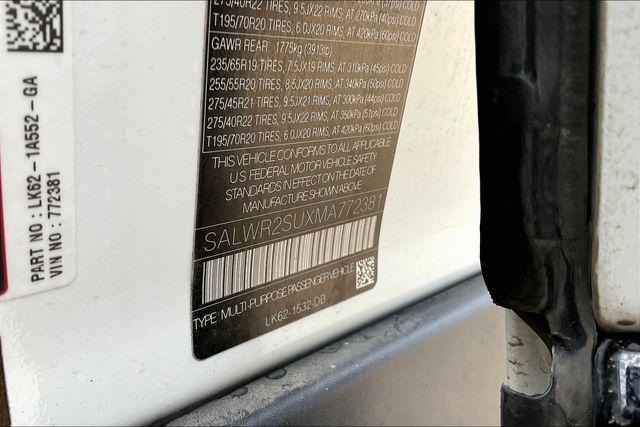 PART NO : LK62-1A552-GA
VIN NO : 772381
275/40R22 TIRES, 9.5JX22 RIMS, AT 270kPa (40psi) COLD
T195/70R20 TIRES, 6.0JX20 RIMS, AT 420kPa (60psi) COLD
GAWR REAR 1775kg (3913lb)
235/65R19 TIRES, 7.5JX19 RIMS, AT 310kPa (45psi) COLD
255/55R20 TIRES, 8.5JX20 RIMS, AT 340kPa (50psi) COLD
275/45R21 TIRES, 9.5JX21 RIMS, AT 300kPa (44psi) COLD
275/40R22 TIRES, 9.5JX22 RIMS, AT 350kPa (51psi) COLD
T195/70R20 TIRES, 6.0JX20 RIMS, AT 420kPa (60psi) COLD
THIS VEHICLE CONFORMS TO ALL APPLICABLE
U.S FEDERAL MOTOR VEHICLE SAFETY
STANDARDS IN EFFECT ON THE DATE OF
MANUFACTURE SHOWN ABOVE
SALWR2SUXMA772381
TYPE: MULTI-PURPOSE PASSENGER VEHICLE
LK62-1532-DB